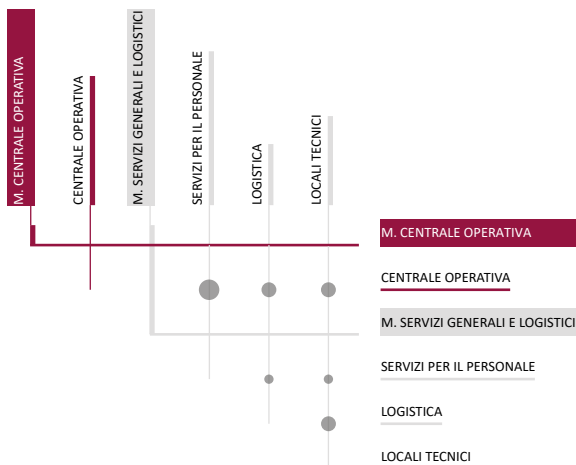 M. CENTRALE OPERATIVA
CENTRALE OPERATIVA
M. SERVIZI GENERALI E LOGISTICI
SERVIZI PER IL PERSONALE
LOGISTICA
LOCALI TECNICI
M. CENTRALE OPERATIVA
CENTRALE OPERATIVA
M. SERVIZI GENERALI E LOGISTICI
SERVIZI PER IL PERSONALE
LOGISTICA
LOCALI TECNICI